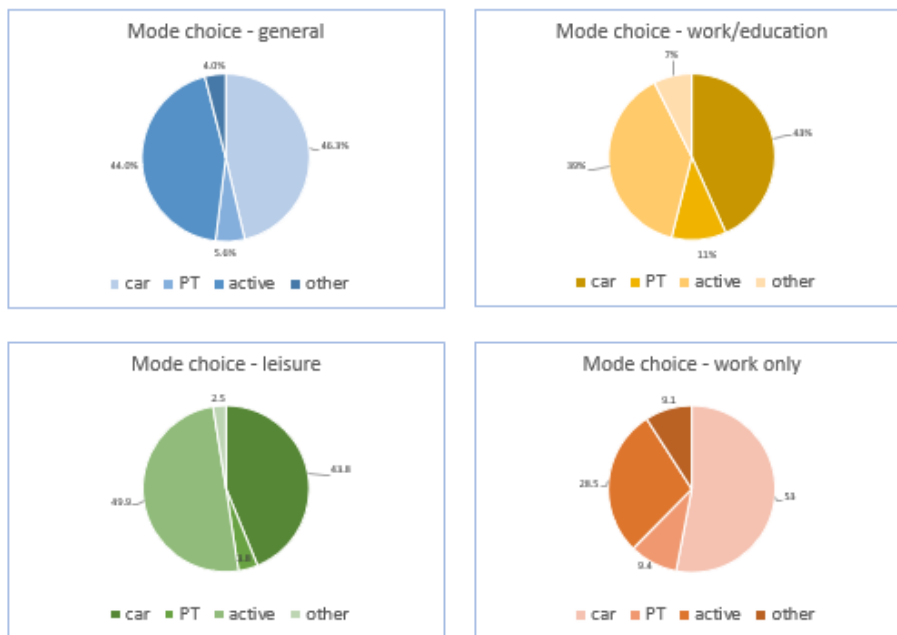 Mode choice - general
4.0%
46.3%
44.0%
5.6%
car PT active other
Mode choice - work/education
7%
43%
39%
11%
car PT active other
Mode choice - leisure
2.5
43.8
49.9
3.8
car PT active other
Mode choice - work only
9.1
28.5
53
9.4
car PT active other